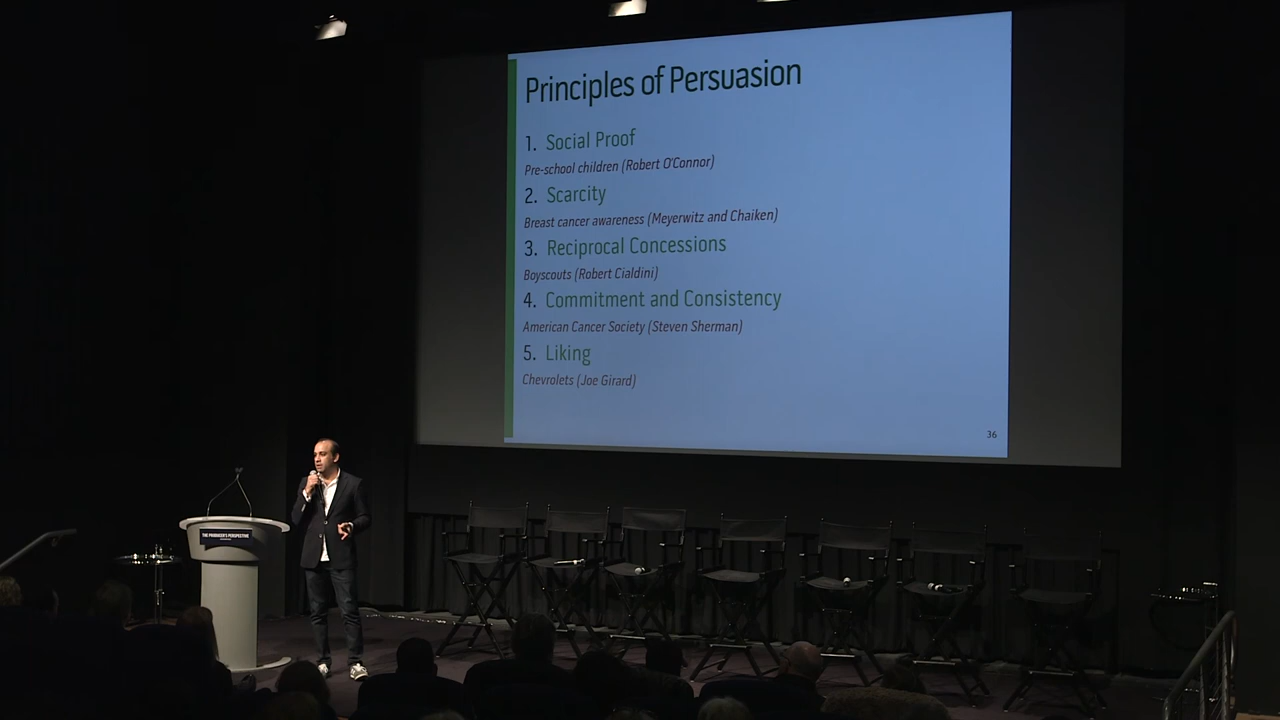 Principles of Persuasion
1. Social Proof
Pre-school children (Robert O'Connor)
2. Scarcity
Breast cancer awareness (Meyerwitz and Chaiken)
3. Reciprocal Concessions
Boyscouts (Robert Cialdini)
4. Commitment and Consistency
American Cancer Society (Steven Sherman)
5. Liking
Chevrolets (Joe Girard)
36
THE PRODUCER'S PERSPECTIVE